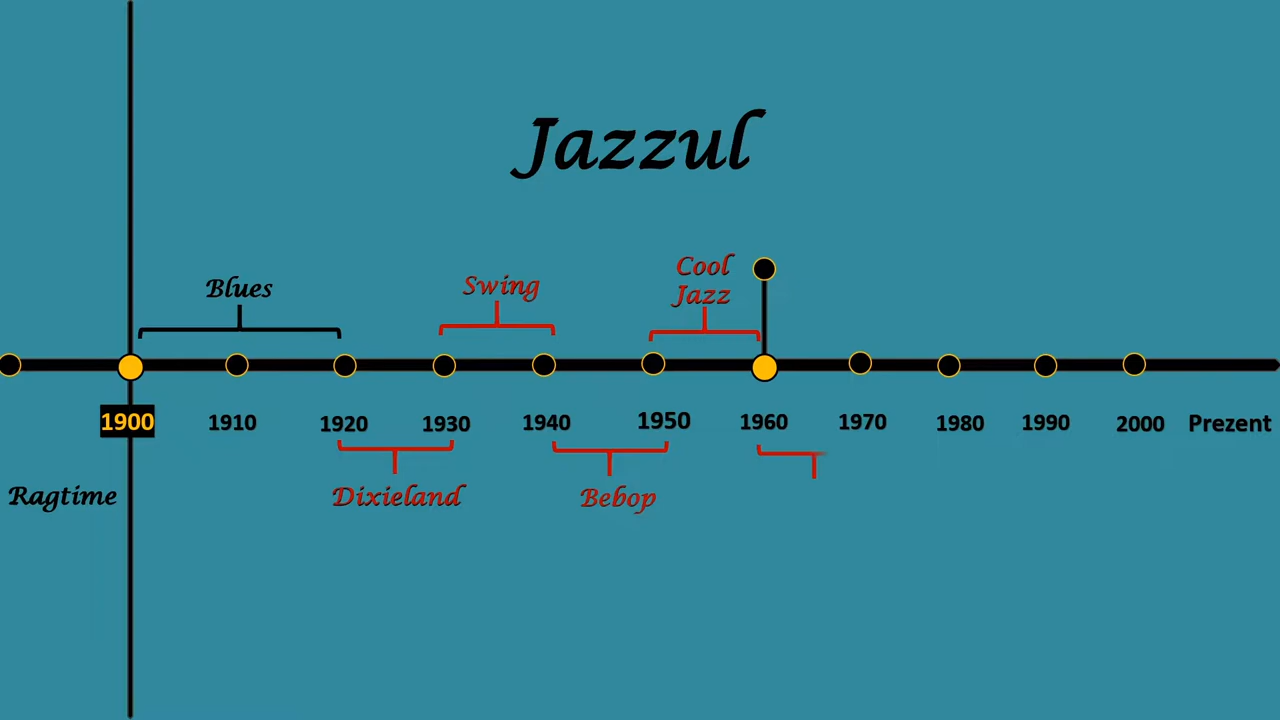 Jazzul
Cool
Jazz
Blues
Swing
1900 1910 1920 1930 1940 1950 1960 1970 1980 1990 2000 Prezent
Ragtime
Dixieland
Bebop